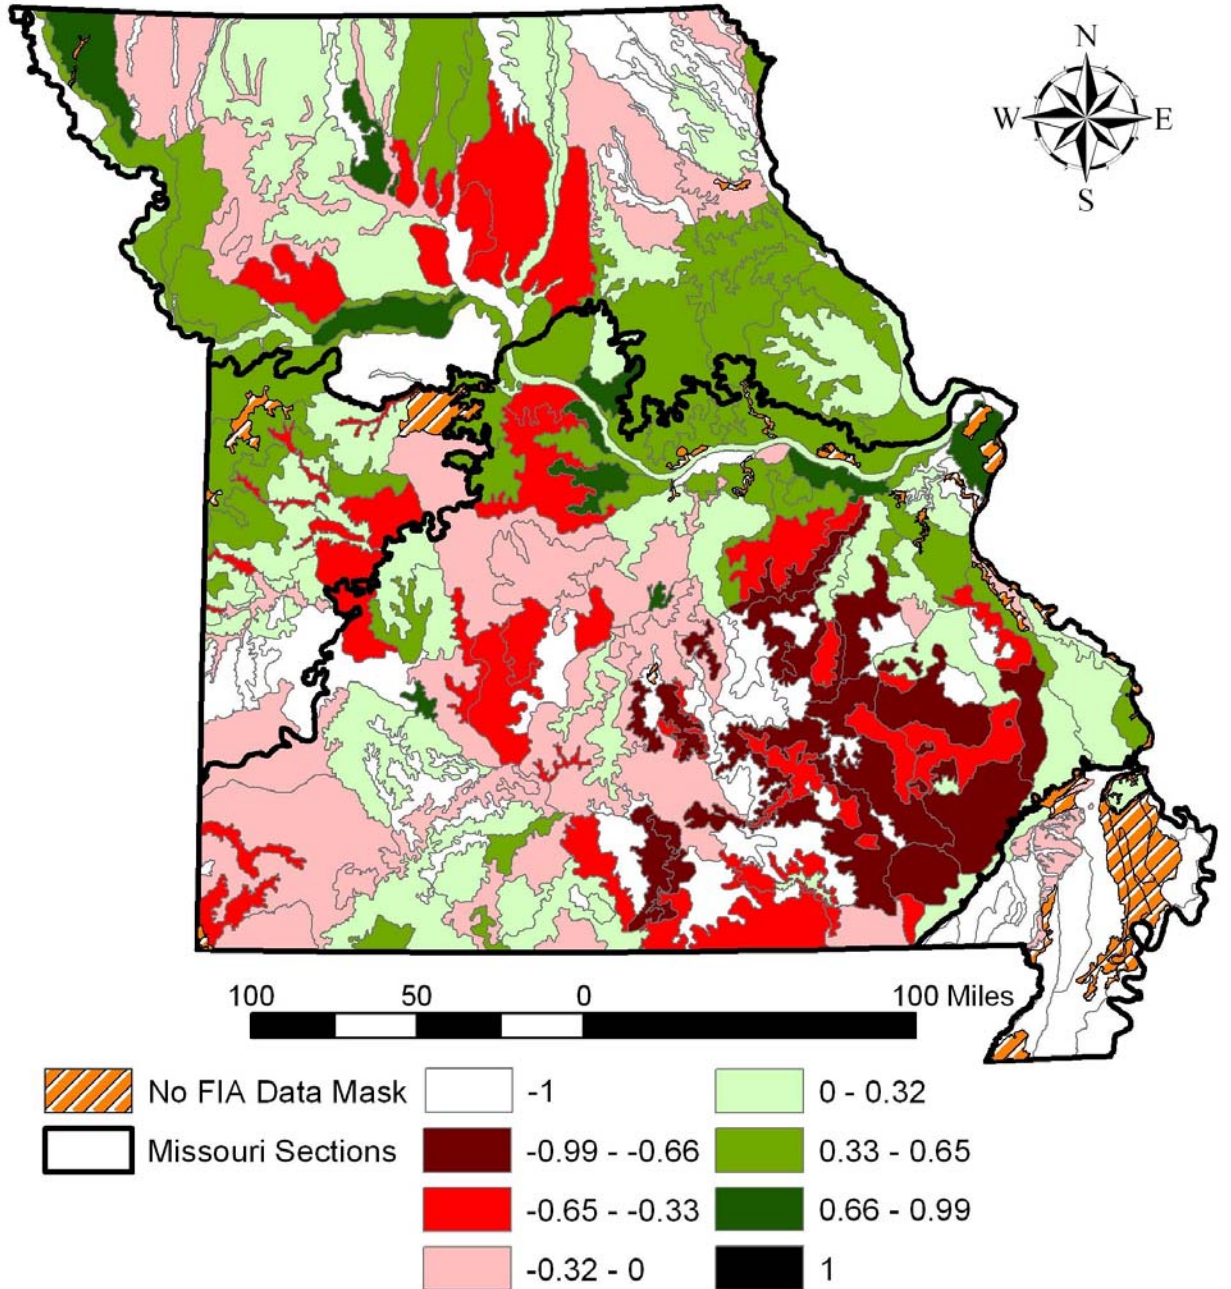 N
W E
S
100 50 0 100 Miles
No FIA Data Mask -1 0 - 0.32
Missouri Sections -0.99 - -0.66 0.33 - 0.65
-0.65 - -0.33 0.66 - 0.99
-0.32 - 0 1